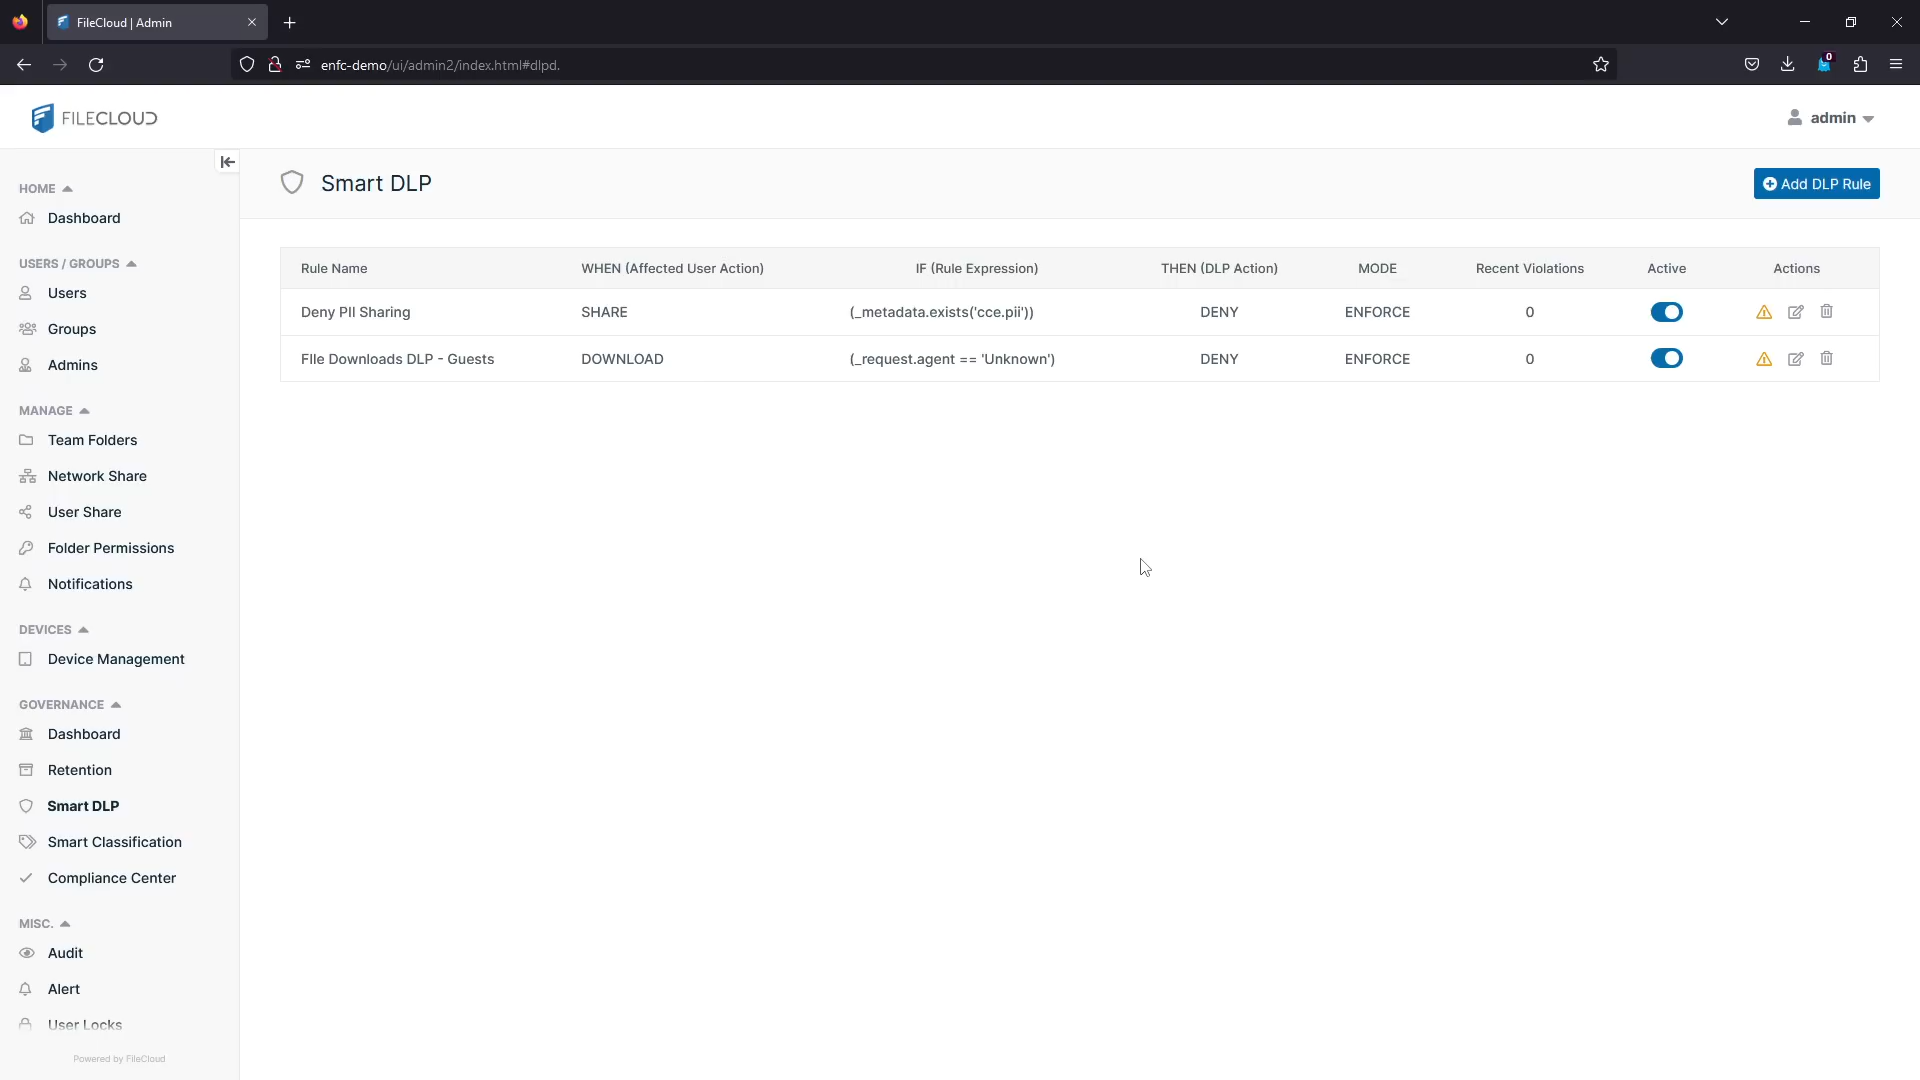 FileCloud | Admin
0
enfc-demo/ui/admin2/index.html#dlpd.
FILECLOUD
admin
Smart DLP
Add DLP Rule
HOME
Dashboard
USERS / GROUPS
Users
Groups
Admins
MANAGE
Team Folders
Network Share
User Share
Folder Permissions
Notifications
DEVICES
Device Management
GOVERNANCE
Dashboard
Retention
Smart DLP
Smart Classification
Compliance Center
MISC.
Audit
Alert
User Locks
Powered by FileCloud
Rule Name WHEN (Affected User Action) IF (Rule Expression) THEN (DLP Action) MODE Recent Violations Active Actions
Deny PII Sharing SHARE (_metadata.exists('cce.pii')) DENY ENFORCE 0
FIle Downloads DLP - Guests DOWNLOAD (_request.agent == 'Unknown') DENY ENFORCE 0